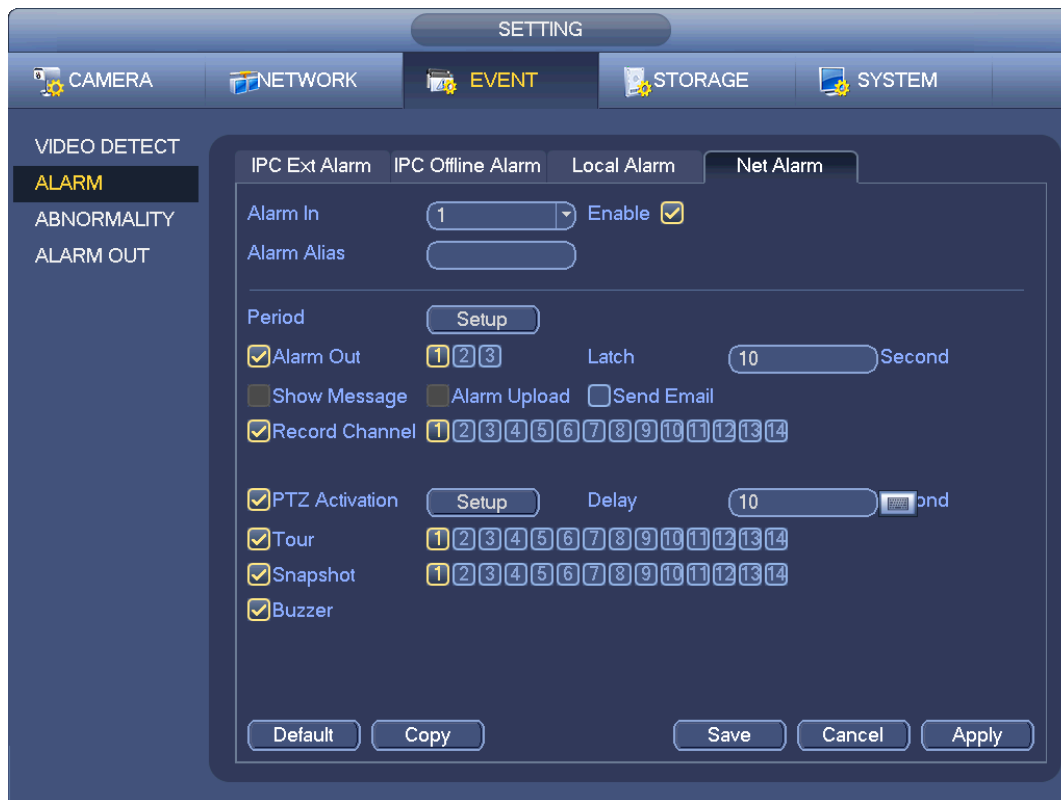 SETTING
CAMERA NETWORK EVENT STORAGE SYSTEM
VIDEO DETECT
ALARM
ABNORMALITY
ALARM OUT
IPC Ext Alarm IPC Offline Alarm Local Alarm Net Alarm
Alarm In 1 Enable
Alarm Alias
Period Setup
Alarm Out 1 2 3 Latch 10 Second
Show Message Alarm Upload Send Email
Record Channel 1 2 3 4 5 6 7 8 9 10 11 12 13 14
PTZ Activation Setup Delay 10 ond
Tour 1 2 3 4 5 6 7 8 9 10 11 12 13 14
Snapshot 1 2 3 4 5 6 7 8 9 10 11 12 13 14
Buzzer
Default Copy Save Cancel Apply